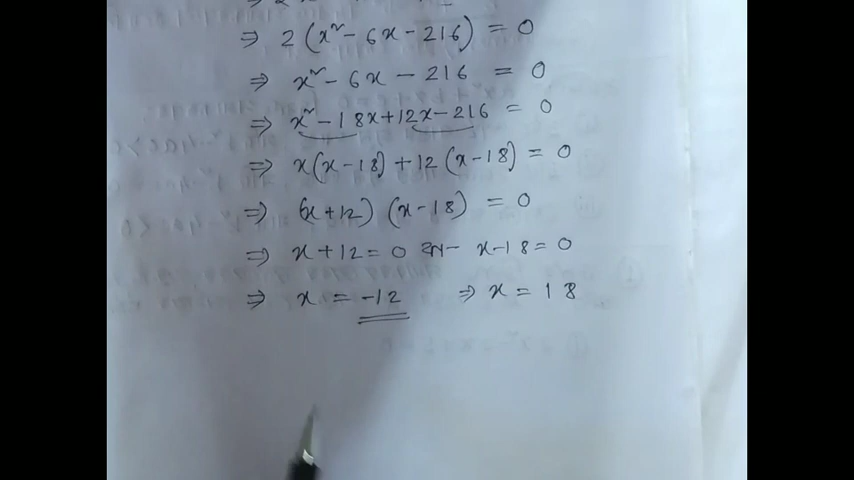 ⇒ 2(x² - 6x - 216) = 0
⇒ x² - 6x - 216 = 0
⇒ x² - 18x + 12x - 216 = 0
⇒ x(x - 18) + 12(x - 18) = 0
⇒ (x + 12) (x - 18) = 0
⇒ x + 12 = 0 x - 18 = 0
⇒ x = -12 ⇒ x = 18